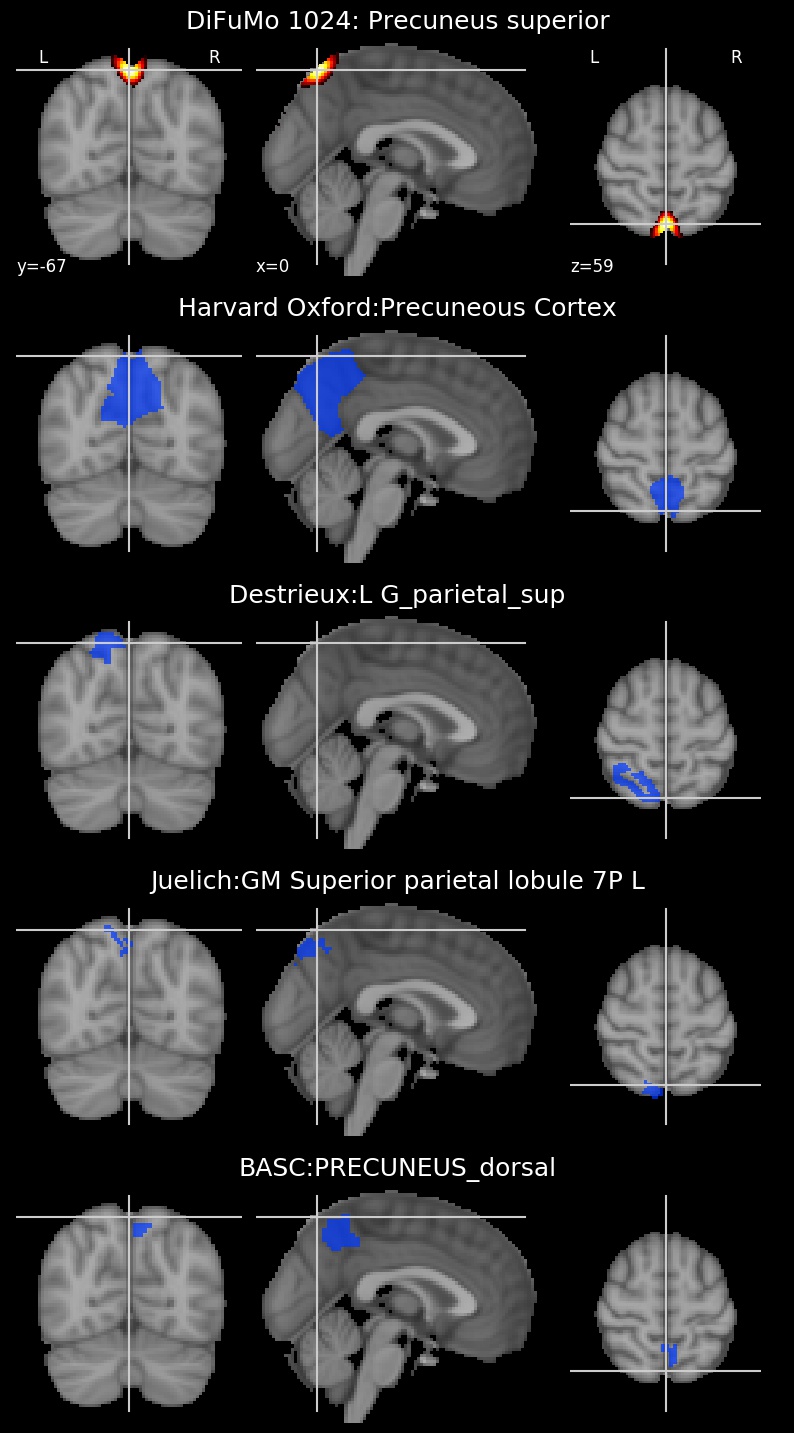 DiFuMo 1024: Precuneus superior
L R L R
y=-67 x=0 z=59
Harvard Oxford:Precuneous Cortex
Destrieux:L G_parietal_sup
Juelich:GM Superior parietal lobule 7P L
BASC:PRECUNEUS_dorsal